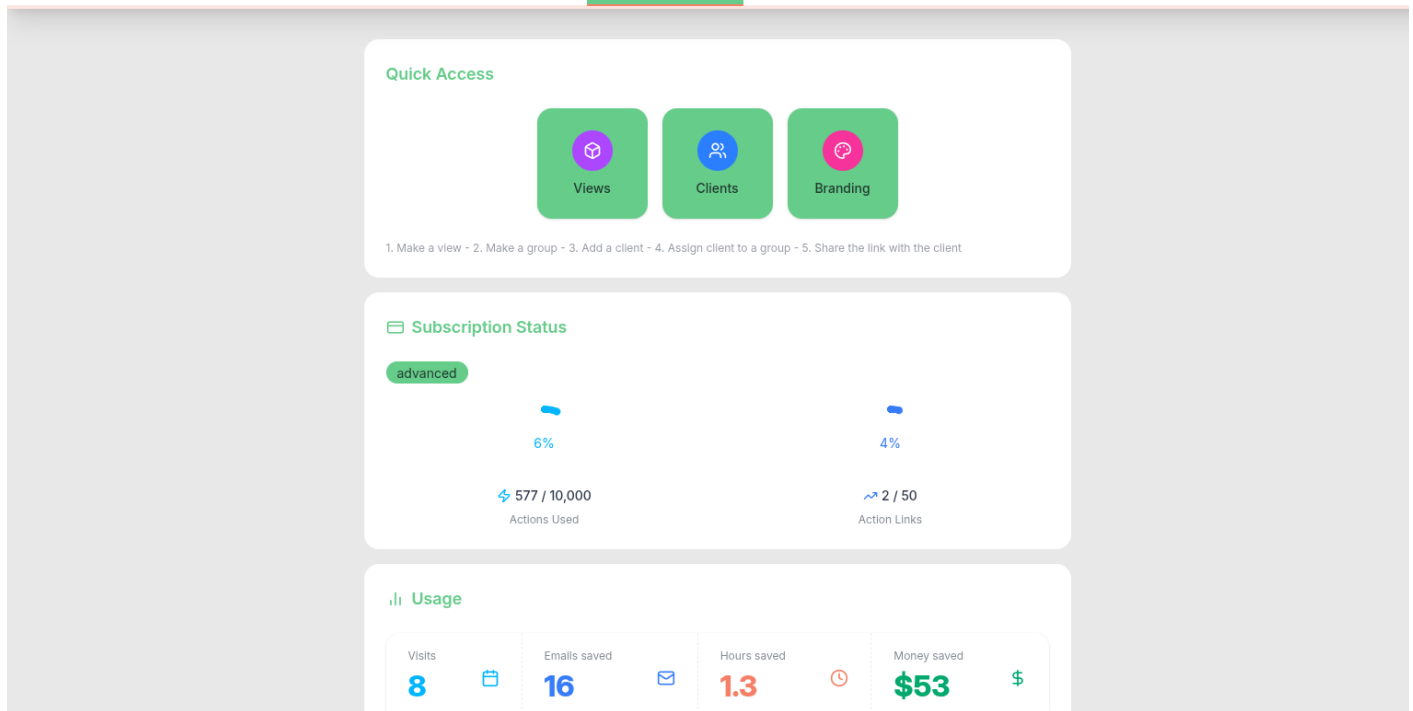 Quick Access
Views
Clients
Branding
1. Make a view - 2. Make a group - 3. Add a client - 4. Assign client to a group - 5. Share the link with the client
Subscription Status
advanced
6%
4%
577 / 10,000
2 / 50
Actions Used
Action Links
Usage
Visits
Emails saved
Hours saved
Money saved
8
16
1.3
$53